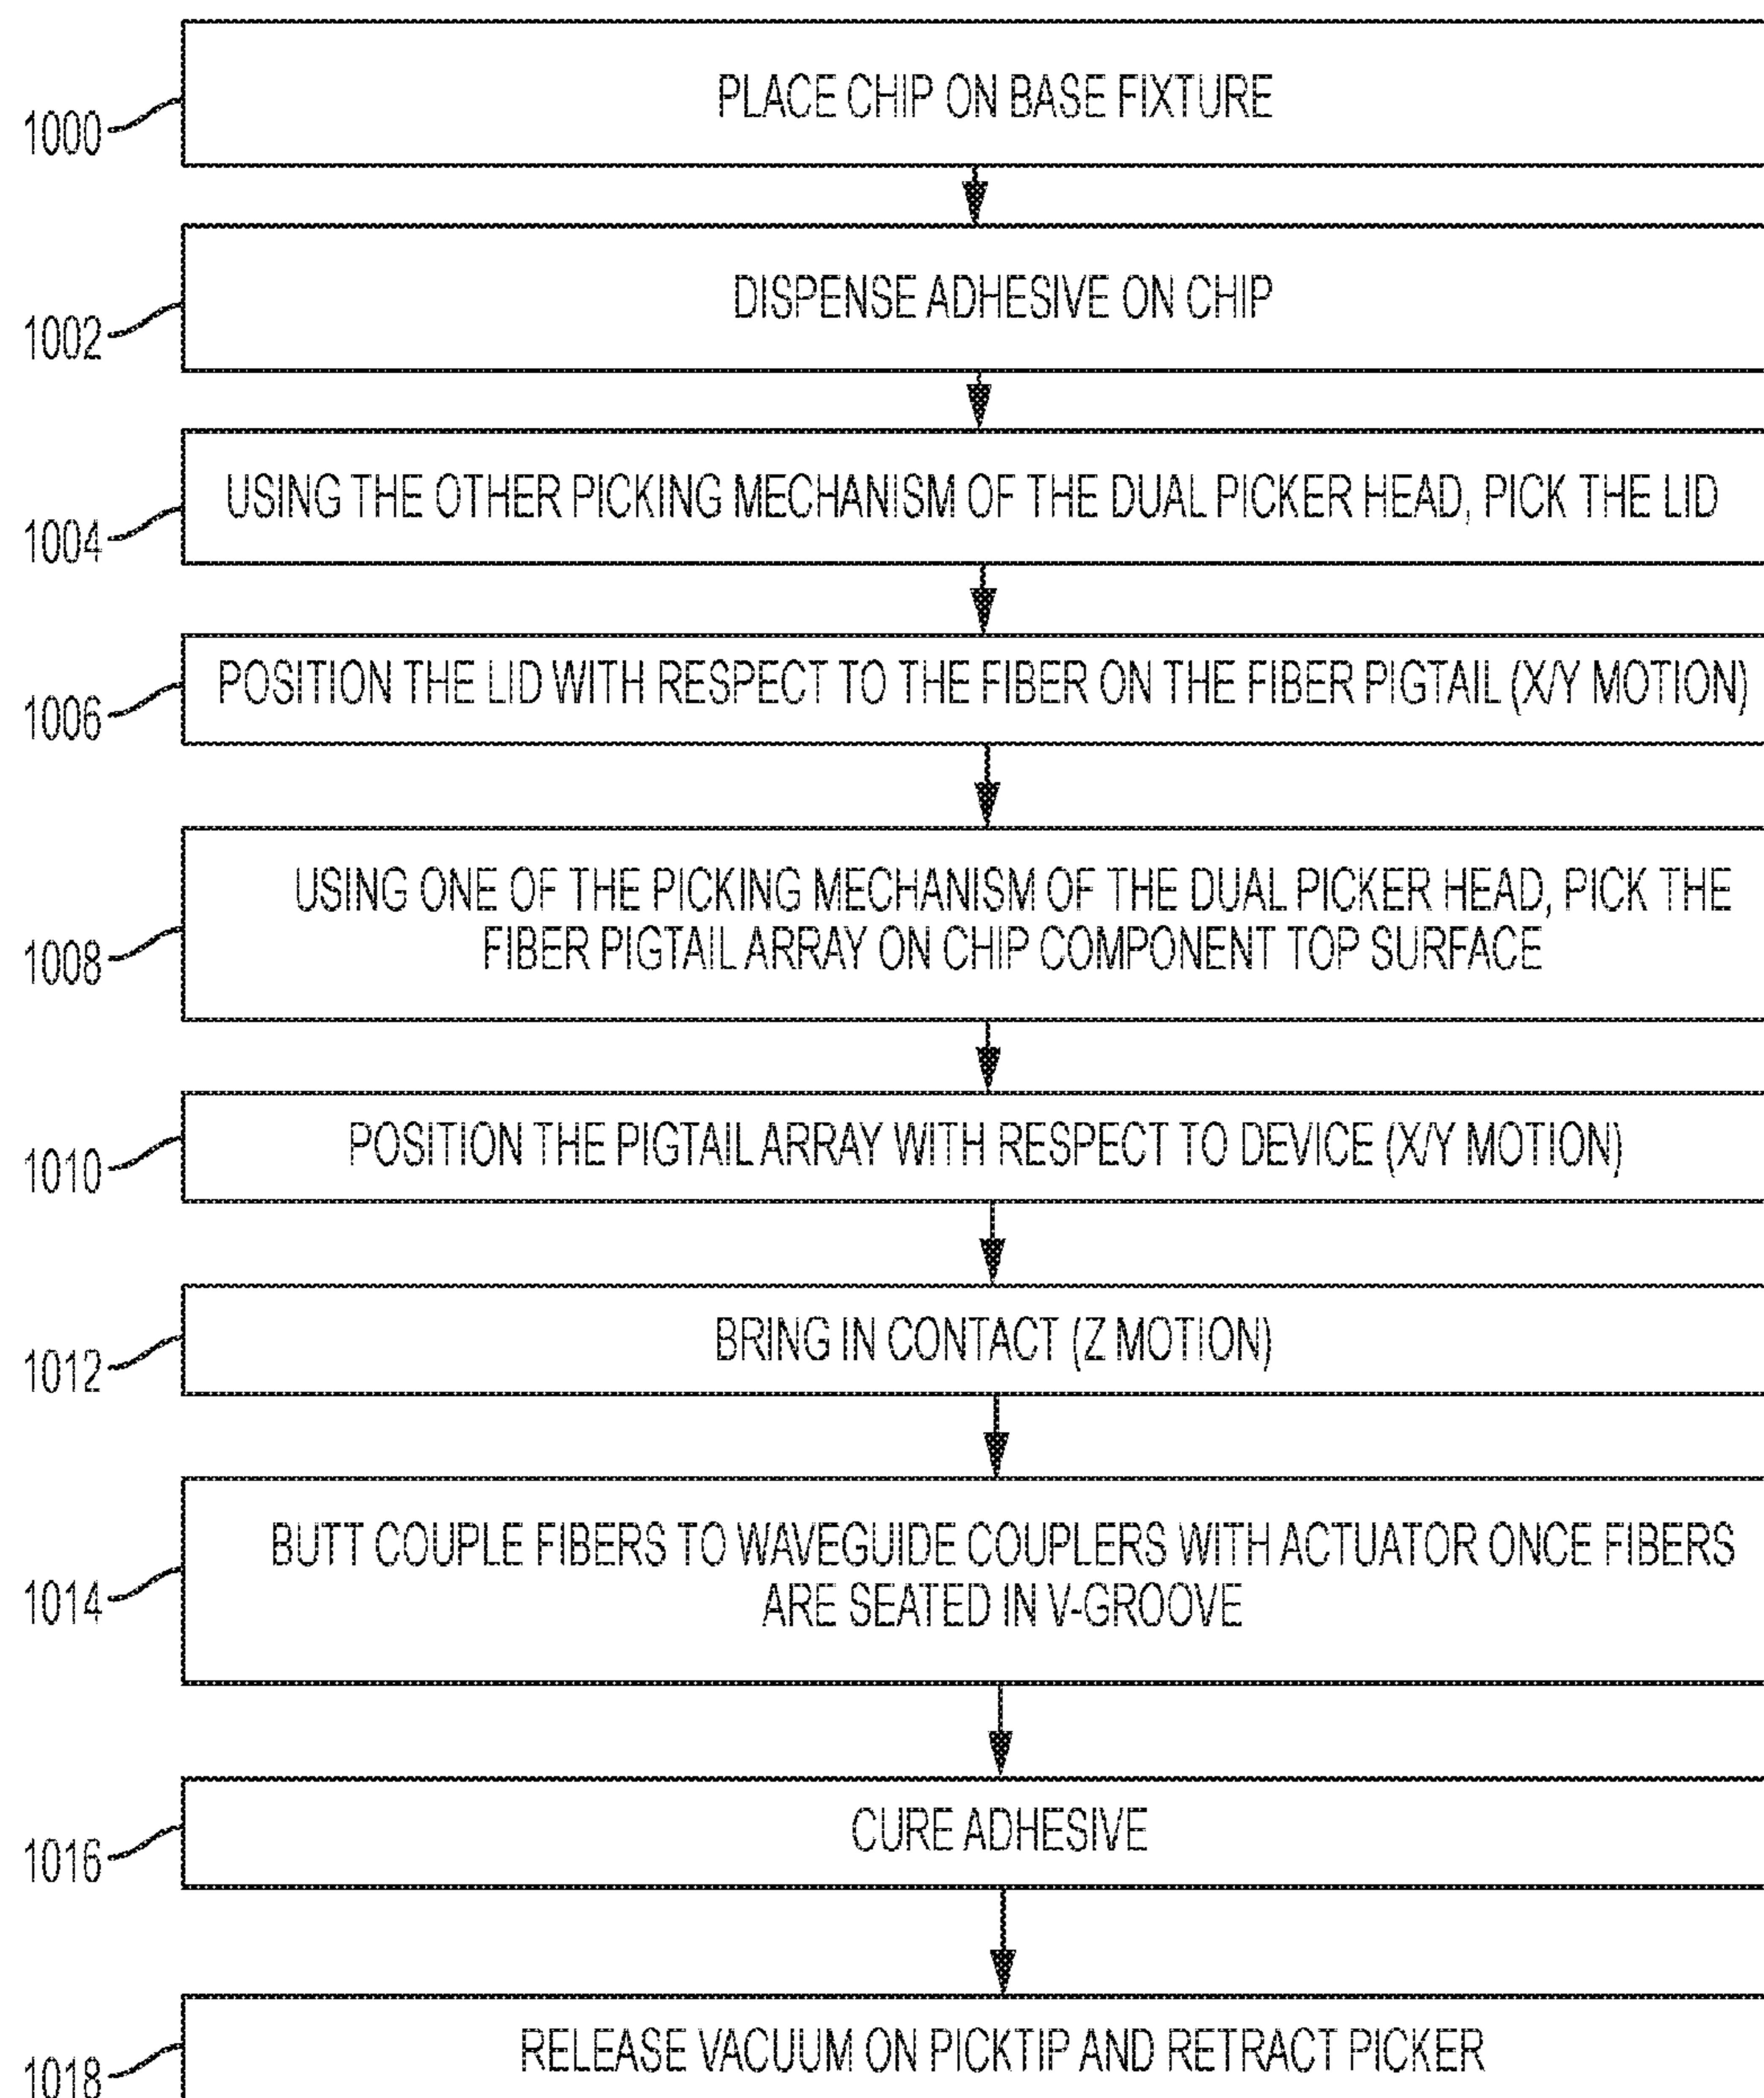 1000
PLACE CHIP ON BASE FIXTURE
1002
DISPENSE ADHESIVE ON CHIP
1004
USING THE OTHER PICKING MECHANISM OF THE DUAL PICKER HEAD, PICK THE LID
1006
POSITION THE LID WITH RESPECT TO THE FIBER ON THE FIBER PIGTAIL (X/Y MOTION)
1008
USING ONE OF THE PICKING MECHANISM OF THE DUAL PICKER HEAD, PICK THE
FIBER PIGTAIL ARRAY ON CHIP COMPONENT TOP SURFACE
1010
POSITION THE PIGTAIL ARRAY WITH RESPECT TO DEVICE (X/Y MOTION)
1012
BRING IN CONTACT (Z MOTION)
1014
BUTT COUPLE FIBERS TO WAVEGUIDE COUPLERS WITH ACTUATOR ONCE FIBERS
ARE SEATED IN V-GROOVE
1016
CURE ADHESIVE
1018
RELEASE VACUUM ON PICKTIP AND RETRACT PICKER